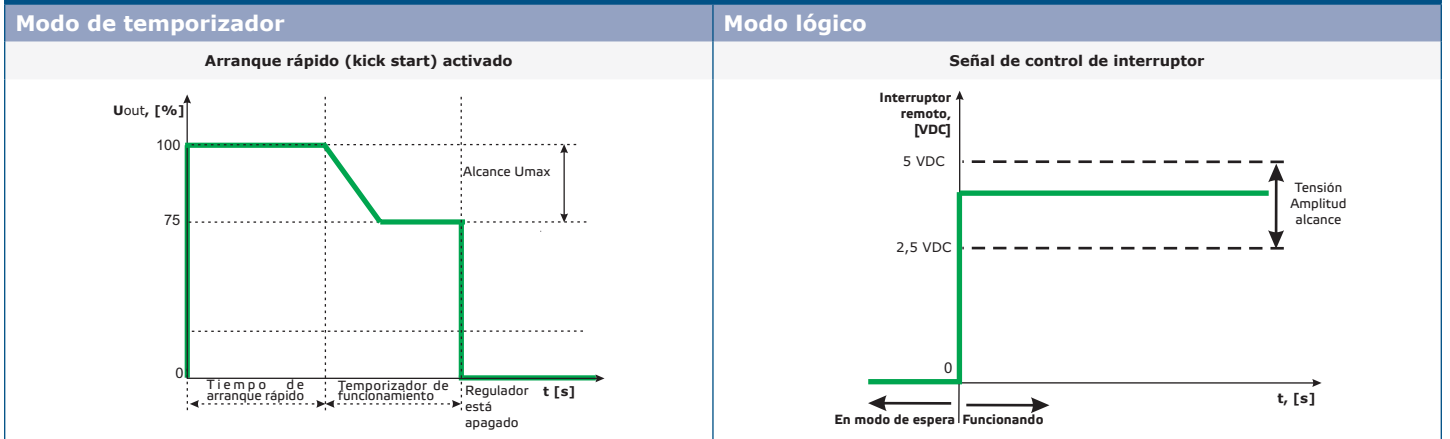 Modo de temporizador
Arranque rápido (kick start) activado
Uout, [%]
100
Alcance Umax
75
0
Tiempo de
arranque rápido
Temporizador de
funcionamiento
Regulador
está
apagado
t [s]
Modo lógico
Señal de control de interruptor
Interruptor
remoto,
[VDC]
5 VDC
Tensión
Amplitud
alcance
2,5 VDC
0
t, [s]
En modo de espera
Funcionando